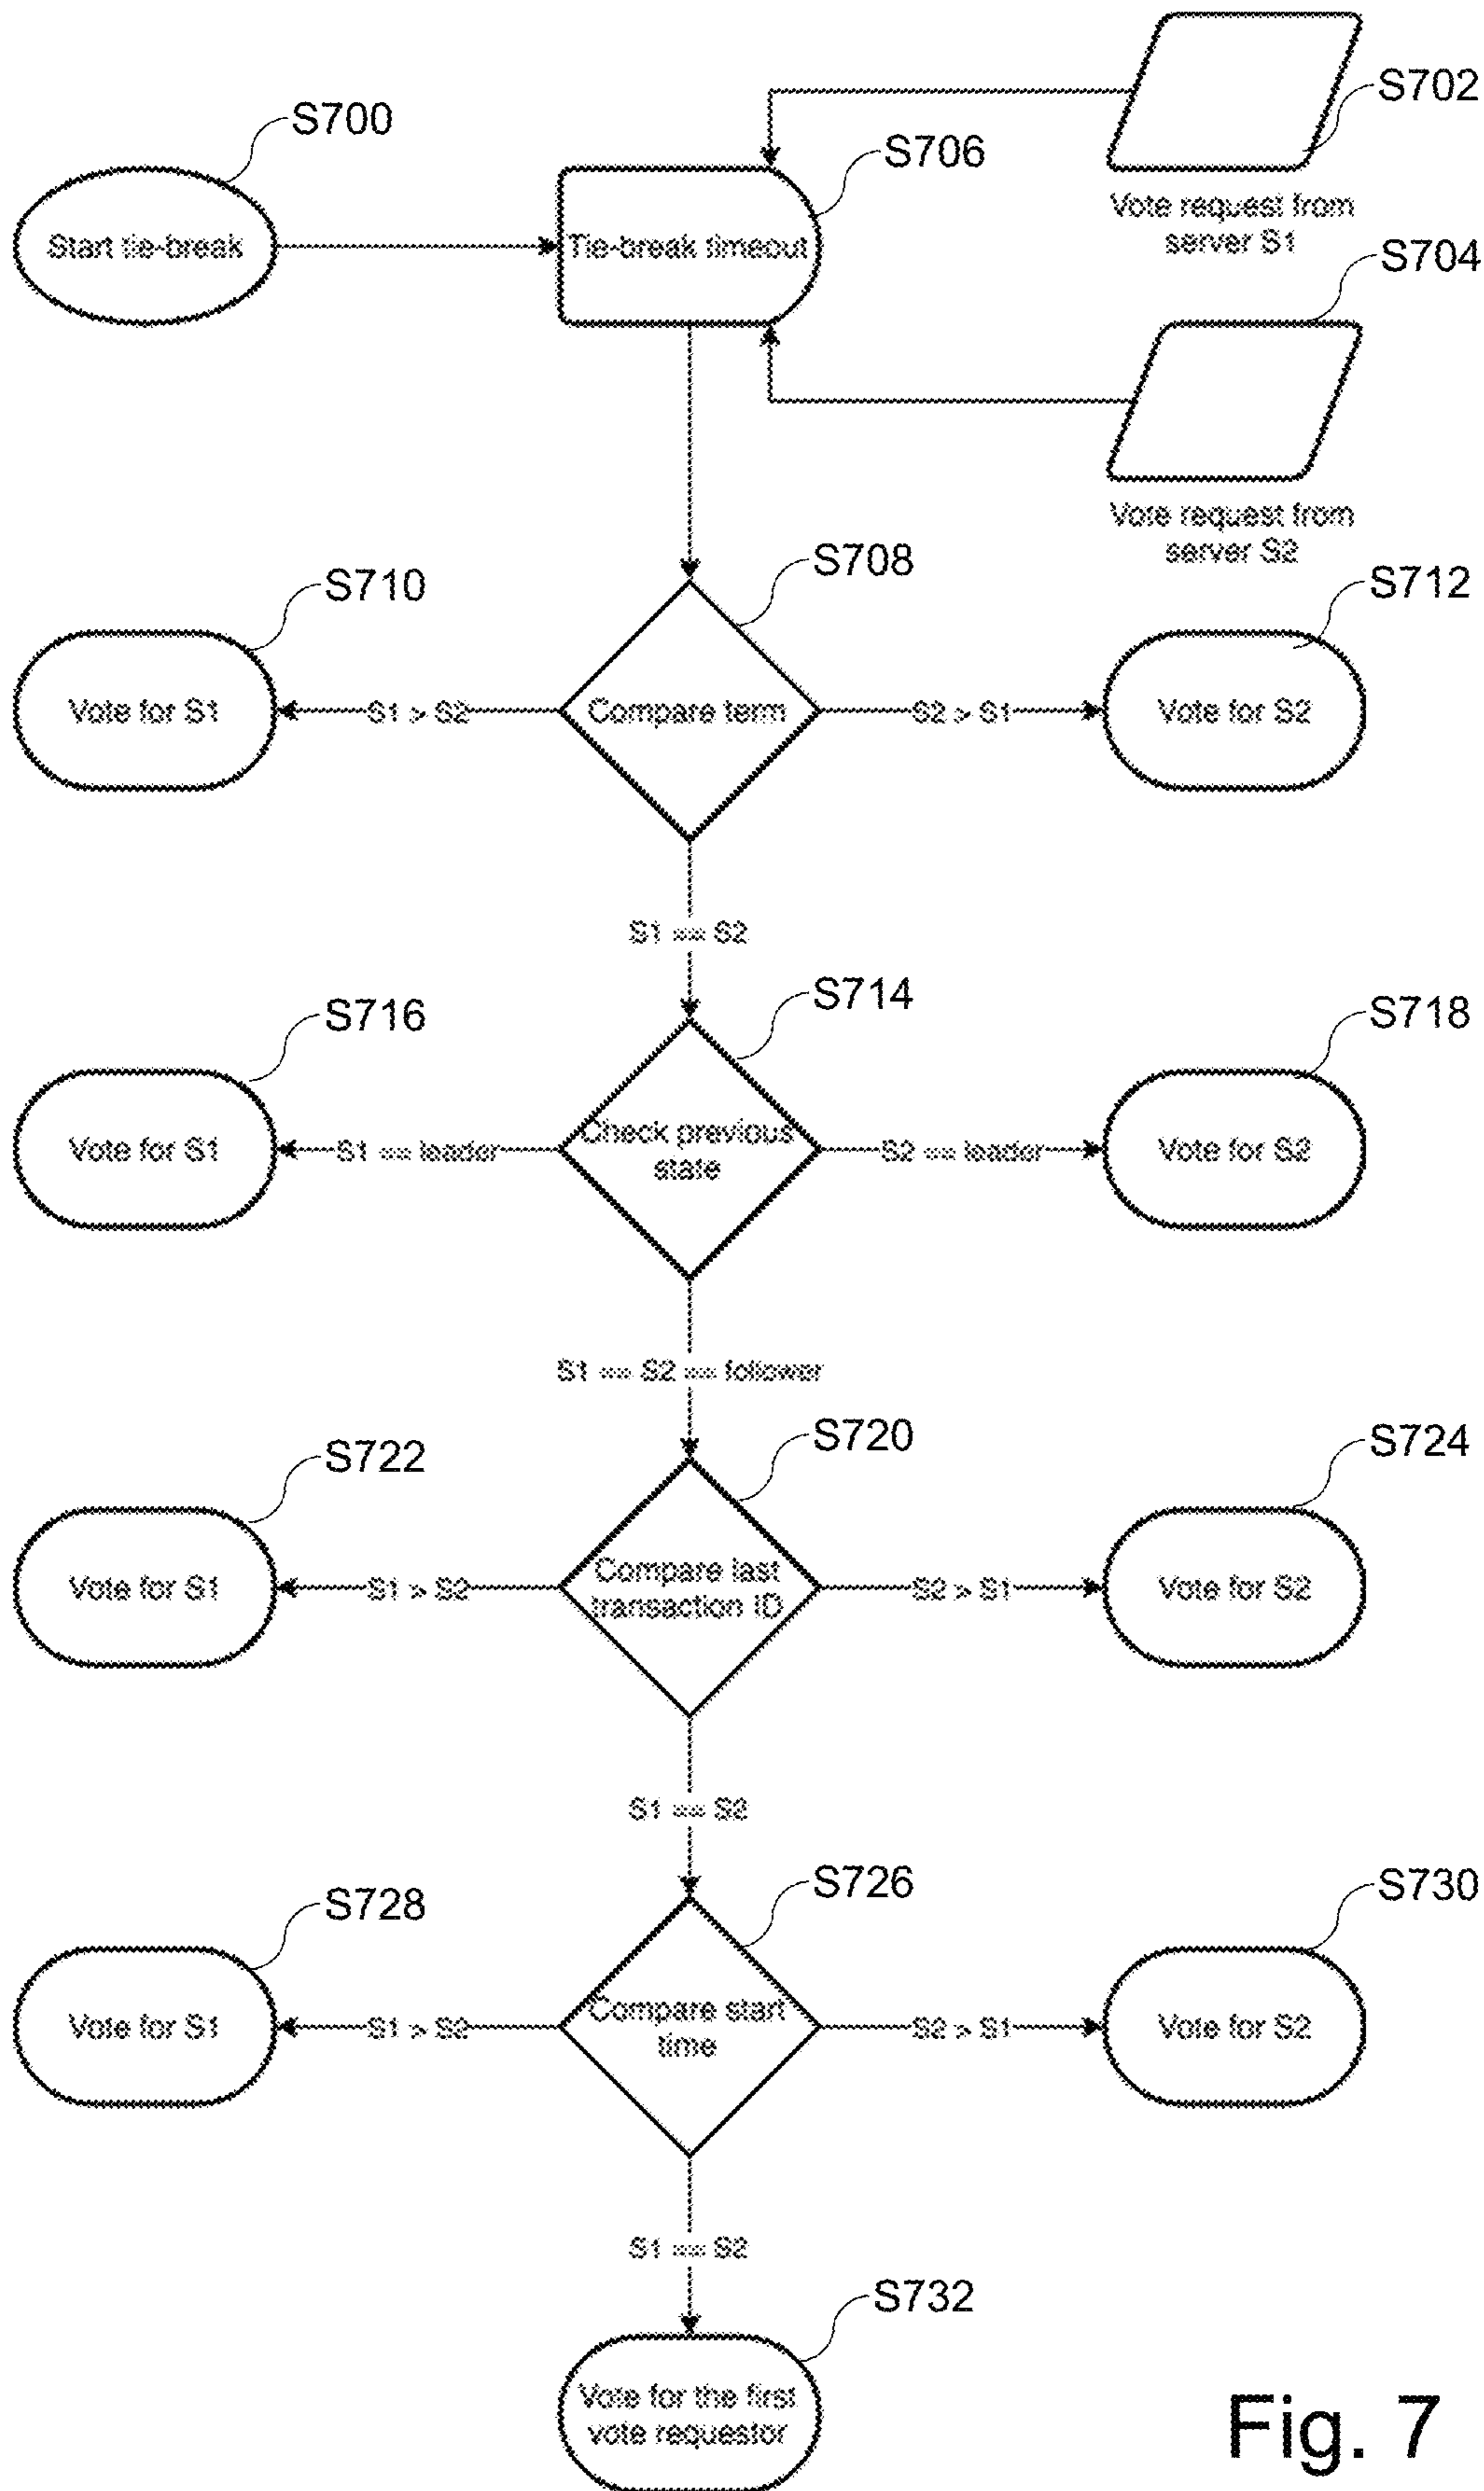 S700
S702
S706
Start tie-break
Tie-break timeout
Vote request from
server S1
S704
Vote request from
server S2
S708
S710
S712
Vote for S1
S1 > S2
Compare term
S2 > S1
Vote for S2
S1 == S2
S714
S716
S718
Vote for S1
S1 == leader
Check previous
state
S2 == leader
Vote for S2
S1 == S2 == follower
S720
S722
S724
Vote for S1
S1 > S2
Compare last
transaction ID
S2 > S1
Vote for S2
S1 == S2
S726
S728
S730
Vote for S1
S1 > S2
Compare start
time
S2 > S1
Vote for S2
S1 == S2
S732
Vote for the first
vote requestor
Fig. 7